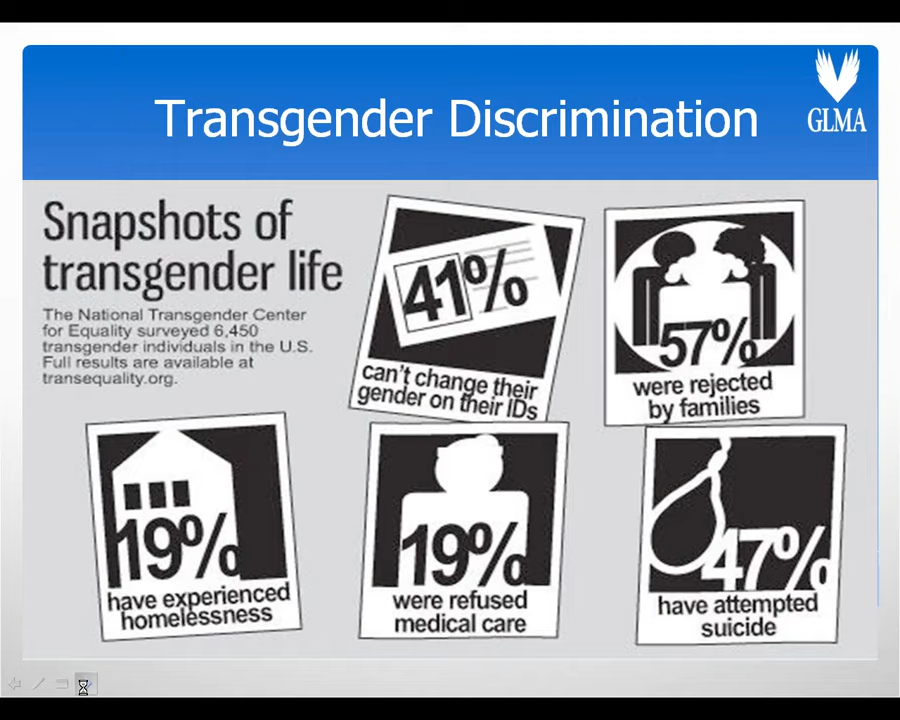 Transgender Discrimination
GLMA
Snapshots of
transgender life
The National Transgender Center
for Equality surveyed 6,450
transgender individuals in the U.S.
Full results are available at
transequality.org.
41%
can't change their
gender on their IDs
57%
were rejected
by families
19%
have experienced
homelessness
19%
were refused
medical care
47%
have attempted
suicide